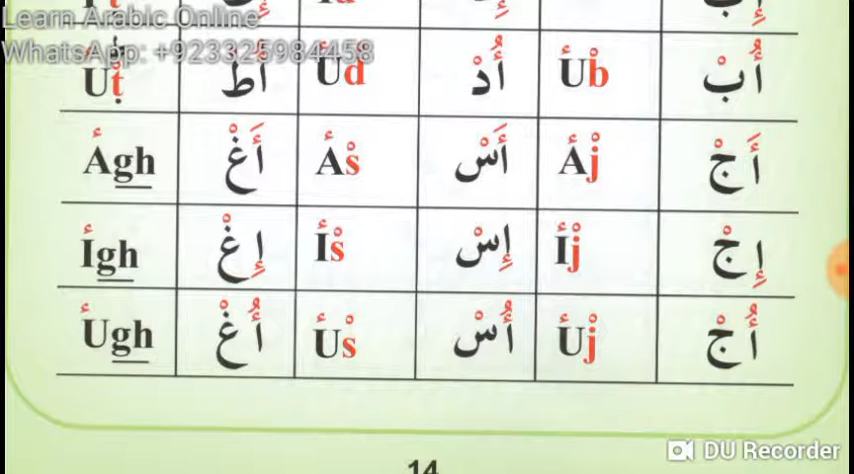 Learn Arabic Online
WhatsApp: +923325984458
Uṭ أُطْ Ud أُدْ Ub أُبْ
Agh أَغْ As أَسْ Aj أَجْ
Igh إِغْ Is إِسْ Ij إِجْ
Ugh أُغْ Us أُسْ Uj أُجْ
14
DU Recorder